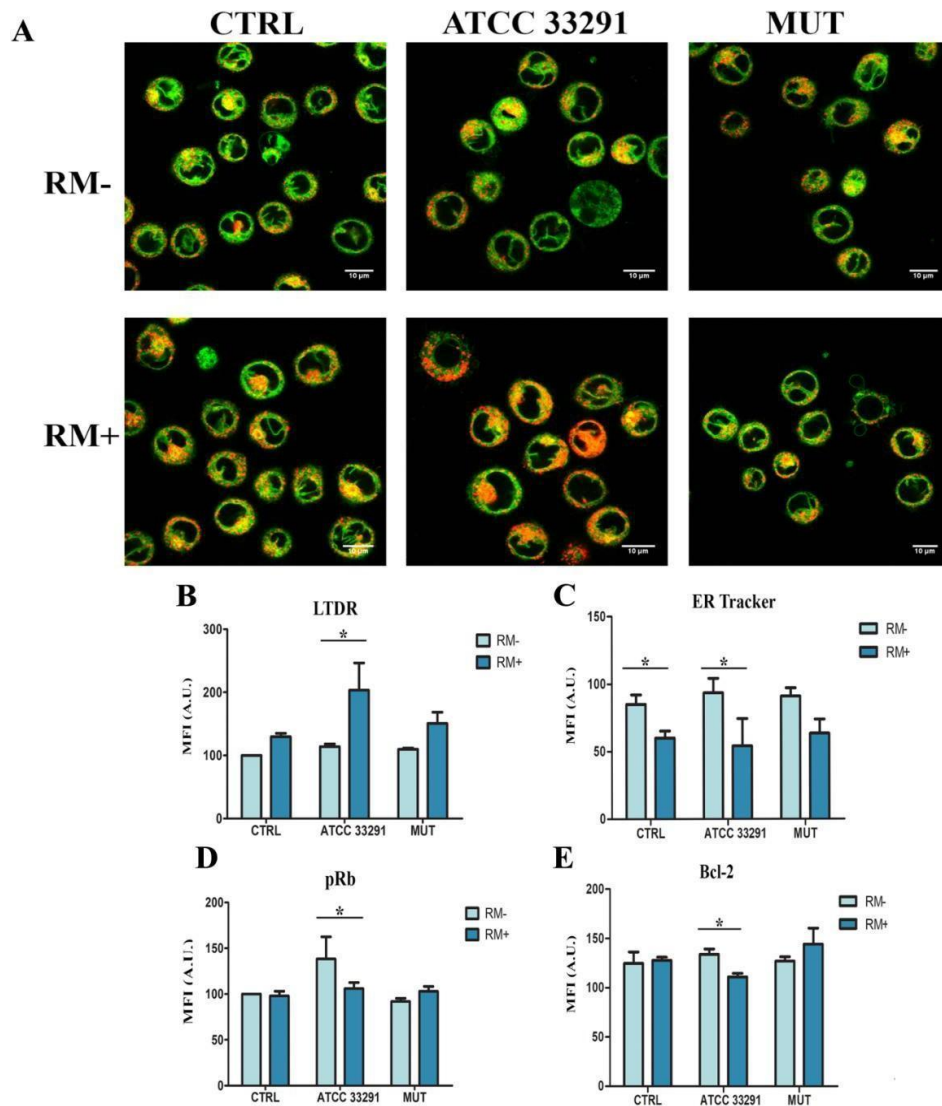 A
CTRL ATCC 33291 MUT
RM-
10 µm 10 µm 10 µm
RM+
10 µm 10 µm 10 µm
B
LTDR
MFI (A.U.)
300
200
100
0
CTRL ATCC 33291 MUT
RM-
RM+
C
ER Tracker
MFI (A.U.)
150
100
50
0
CTRL ATCC 33291 MUT
RM-
RM+
D
pRb
MFI (A.U.)
200
150
100
50
0
CTRL ATCC 33291 MUT
RM-
RM+
E
Bcl-2
MFI (A.U.)
200
150
100
50
0
CTRL ATCC 33291 MUT
RM-
RM+
*
*
*
*
*